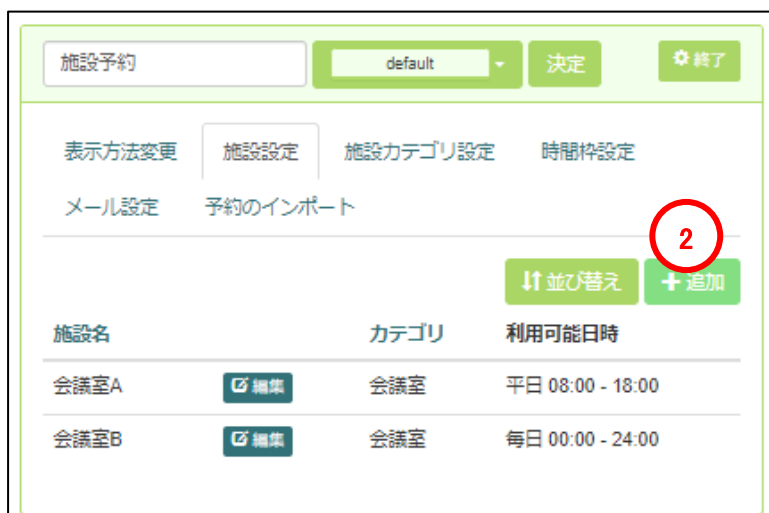 施設予約 default 決定 終了
表示方法変更 施設設定 施設カテゴリ設定 時間枠設定
メール設定 予約のインポート
2
並び替え 追加
施設名 カテゴリ 利用可能日時
会議室A 編集 会議室 平日 08:00 - 18:00
会議室B 編集 会議室 毎日 00:00 - 24:00